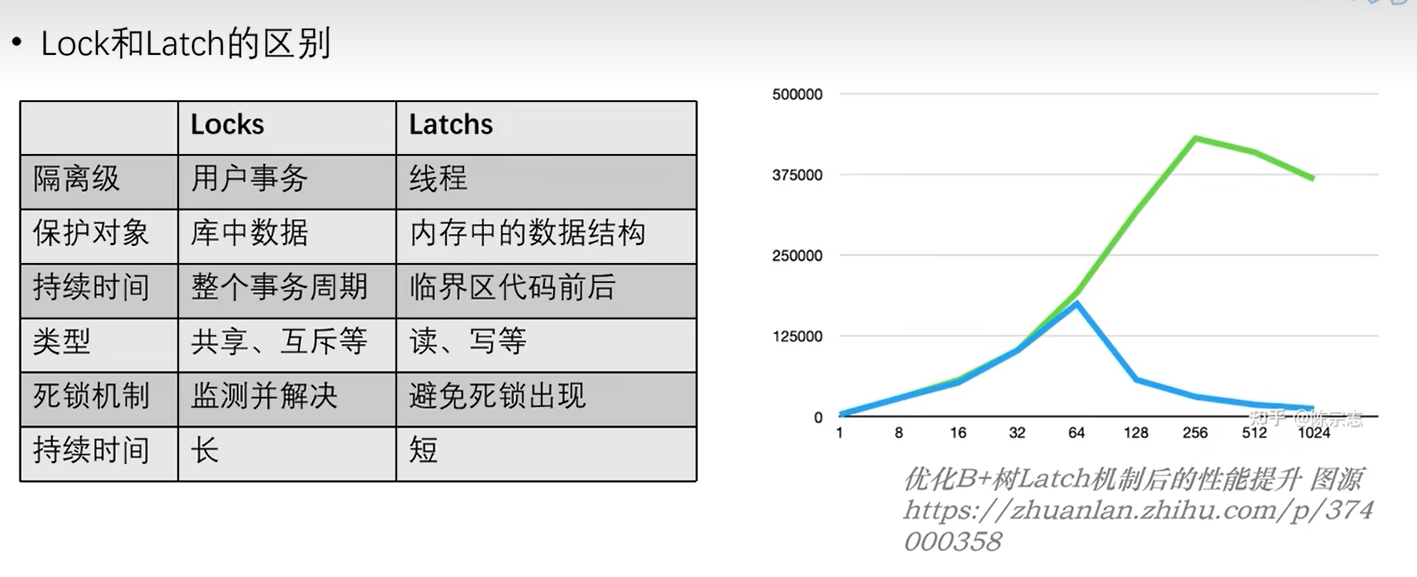 • Lock和Latch的区别
Locks Latchs
隔离级 用户事务 线程
保护对象 库中数据 内存中的数据结构
持续时间 整个事务周期 临界区代码前后
类型 共享、互斥等 读、写等
死锁机制 监测并解决 避免死锁出现
持续时间 长 短
500000
375000
250000
125000
0
1 8 16 32 64 128 256 512 1024
知乎 @陈宗志
优化B+树Latch机制后的性能提升 图源
https://zhuanlan.zhihu.com/p/374
000358